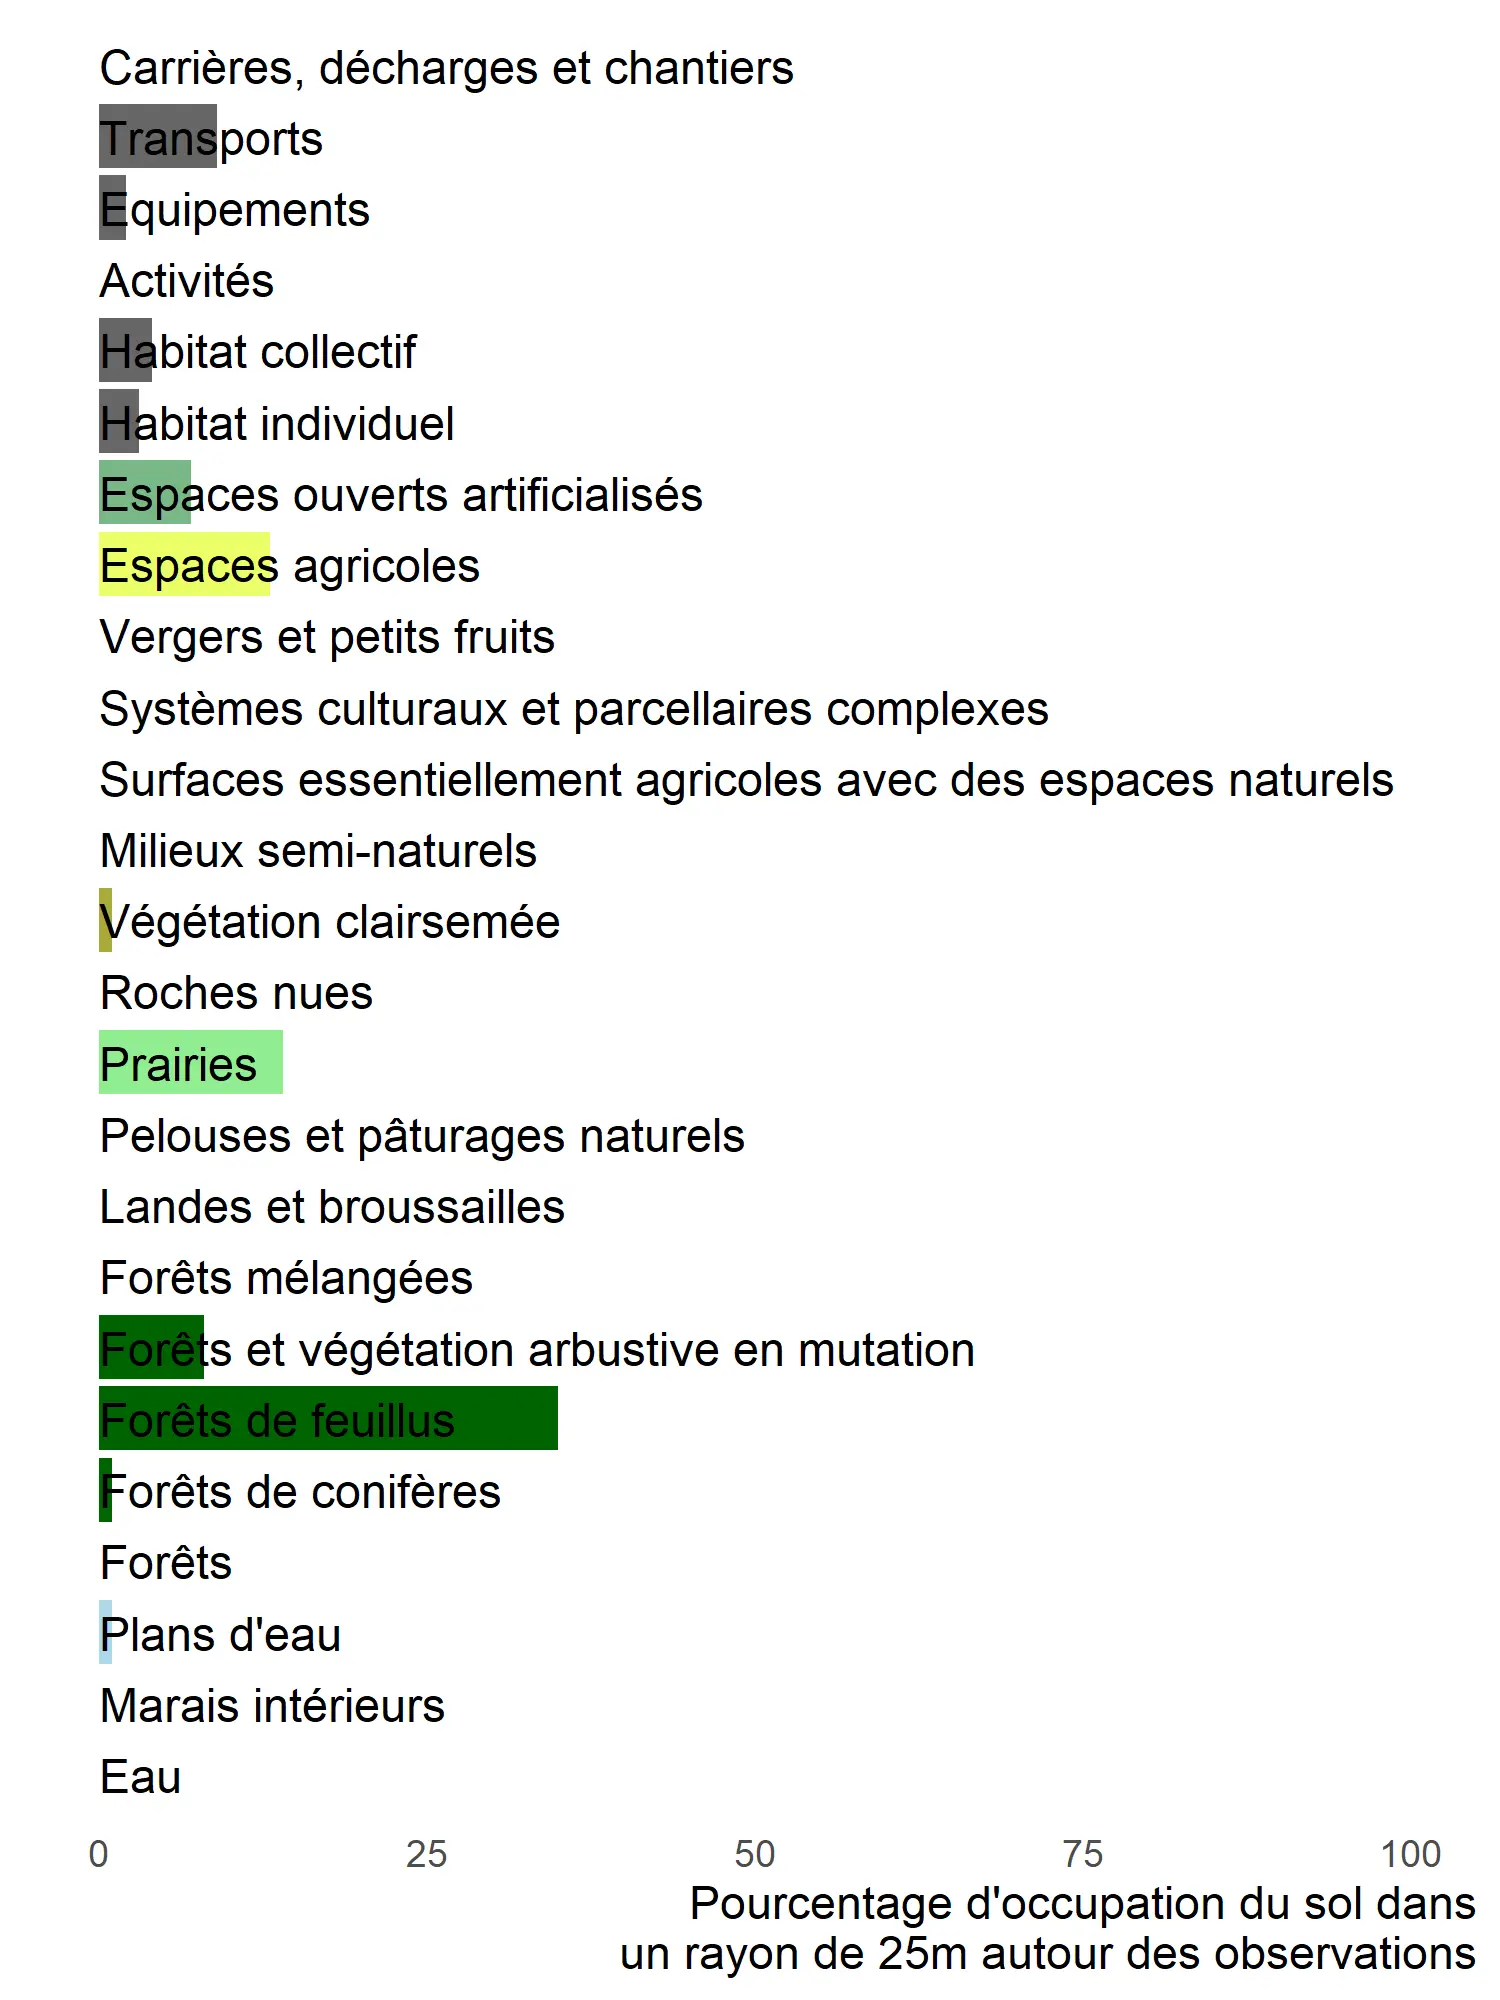 Carrières, décharges et chantiers
Transports
Equipements
Activités
Habitat collectif
Habitat individuel
Espaces ouverts artificialisés
Espaces agricoles
Vergers et petits fruits
Systèmes culturaux et parcellaires complexes
Surfaces essentiellement agricoles avec des espaces naturels
Milieux semi-naturels
Végétation clairsemée
Roches nues
Prairies
Pelouses et pâturages naturels
Landes et broussailles
Forêts mélangées
Forêts et végétation arbustive en mutation
Forêts de feuillus
Forêts de conifères
Forêts
Plans d'eau
Marais intérieurs
Eau
0 25 50 75 100
Pourcentage d'occupation du sol dans
un rayon de 25m autour des observations